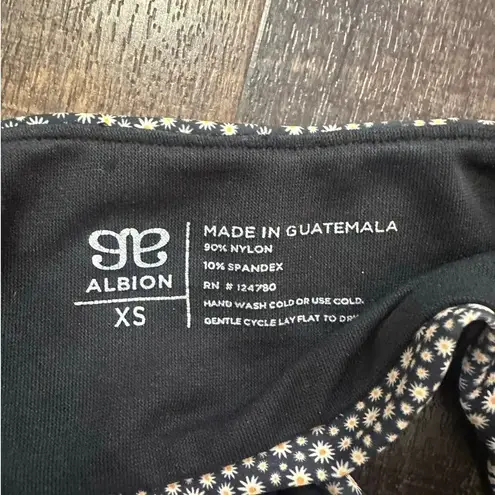 ALBION
XS
MADE IN GUATEMALA
90% NYLON
10% SPANDEX
RN # 124780
HAND WASH COLD OR USE COLD,
GENTLE CYCLE LAY FLAT TO DRY